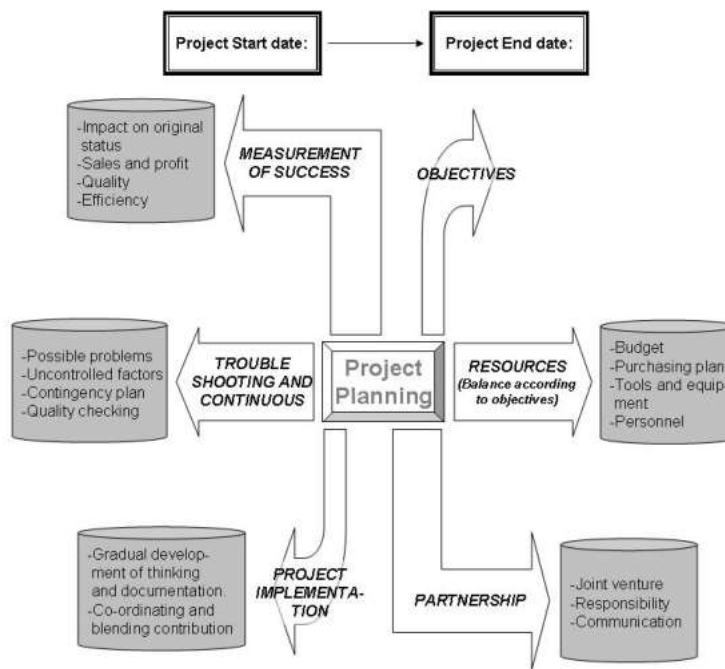 Project Start date:
Project End date:
-Impact on original
status
-Sales and profit
-Quality
-Efficiency
MEASUREMENT
OF SUCCESS
OBJECTIVES
-Possible problems
-Uncontrolled factors
-Contingency plan
-Quality checking
TROUBLE
SHOOTING AND
CONTINUOUS
Project
Planning
RESOURCES
(Balance according
to objectives)
-Budget
-Purchasing plan
-Tools and equip-
ment
-Personnel
-Gradual develop-
ment of thinking
and documentation.
-Co-ordinating and
blending contribution
PROJECT
IMPLEMENTA-
TION
PARTNERSHIP
-Joint venture
-Responsibility
-Communication